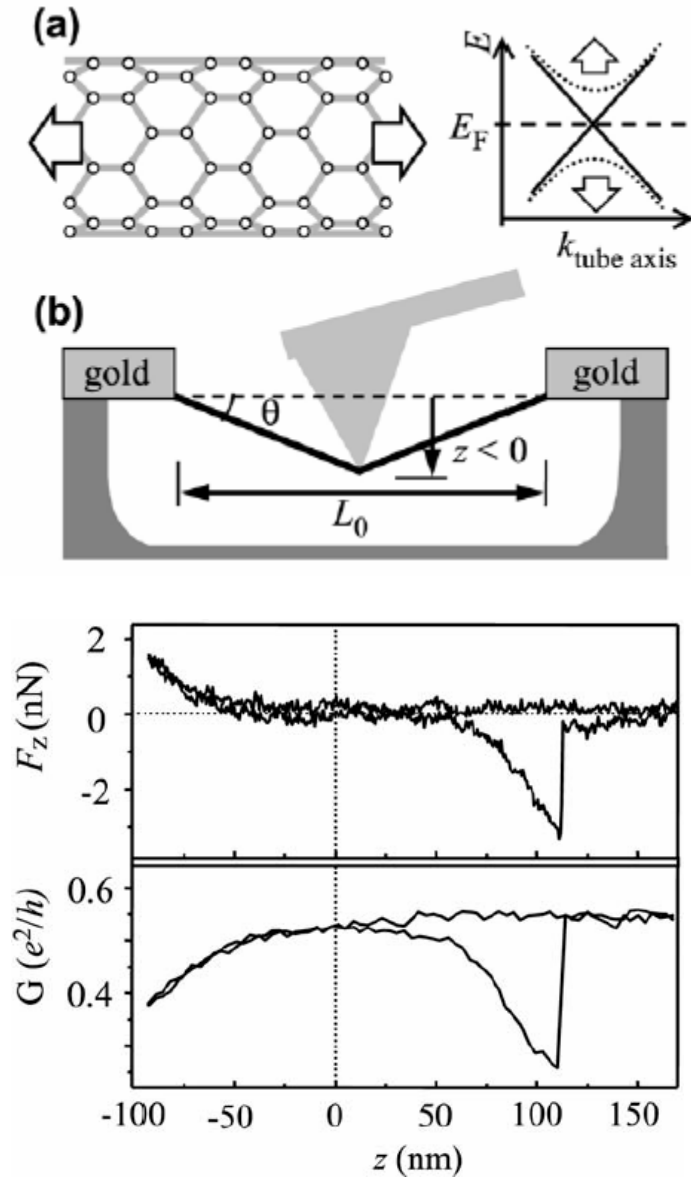 (a)
E
E_F
k_tube axis
(b)
gold
gold
θ
z < 0
L_0
2
0
-2
F_z (nN)
0.6
0.4
G (e²/h)
-100 -50 0 50 100 150
z (nm)